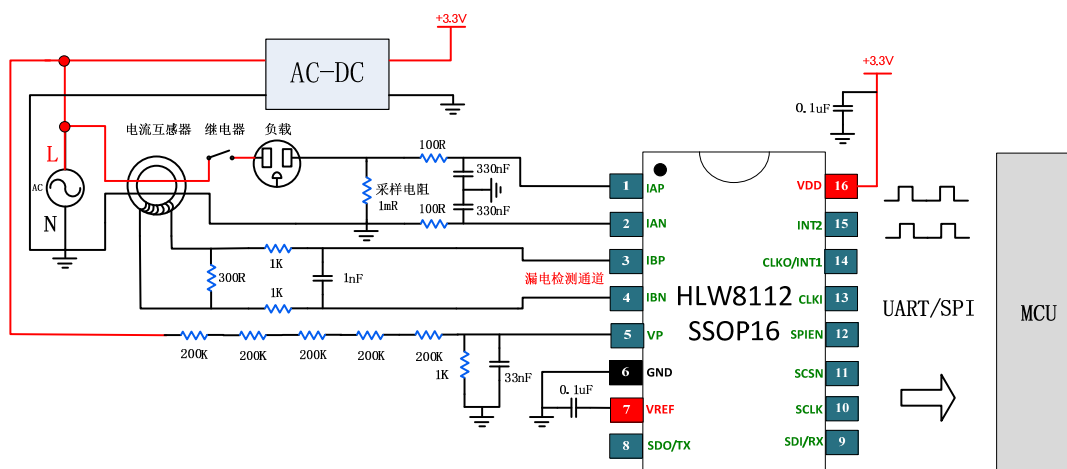 +3.3V
AC-DC
+3.3V
0.1uF
电流互感器 继电器 负载
L
AC
N
100R
330nF
采样电阻
1mR
330nF
100R
1K
300R
1nF
1K
漏电检测通道
200K
200K
200K
200K
200K
1K
33nF
0.1uF
1 IAP
2 IAN
3 IBP
4 IBN
5 VP
6 GND
7 VREF
8 SDO/TX
HLW8112
SSOP16
VDD 16
INT2 15
CLKO/INT1 14
CLKI 13
SPIEN 12
SCSN 11
SCLK 10
SDI/RX 9
UART/SPI
MCU